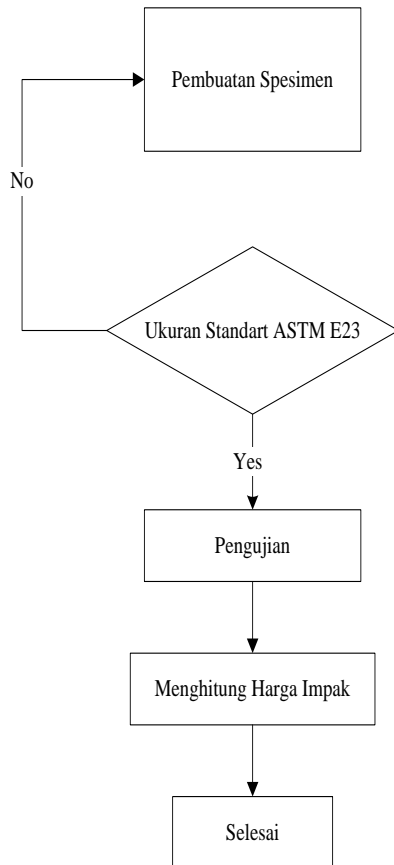 Pembuatan Spesimen
No
Ukuran Standart ASTM E23
Yes
Pengujian
Menghitung Harga Impak
Selesai